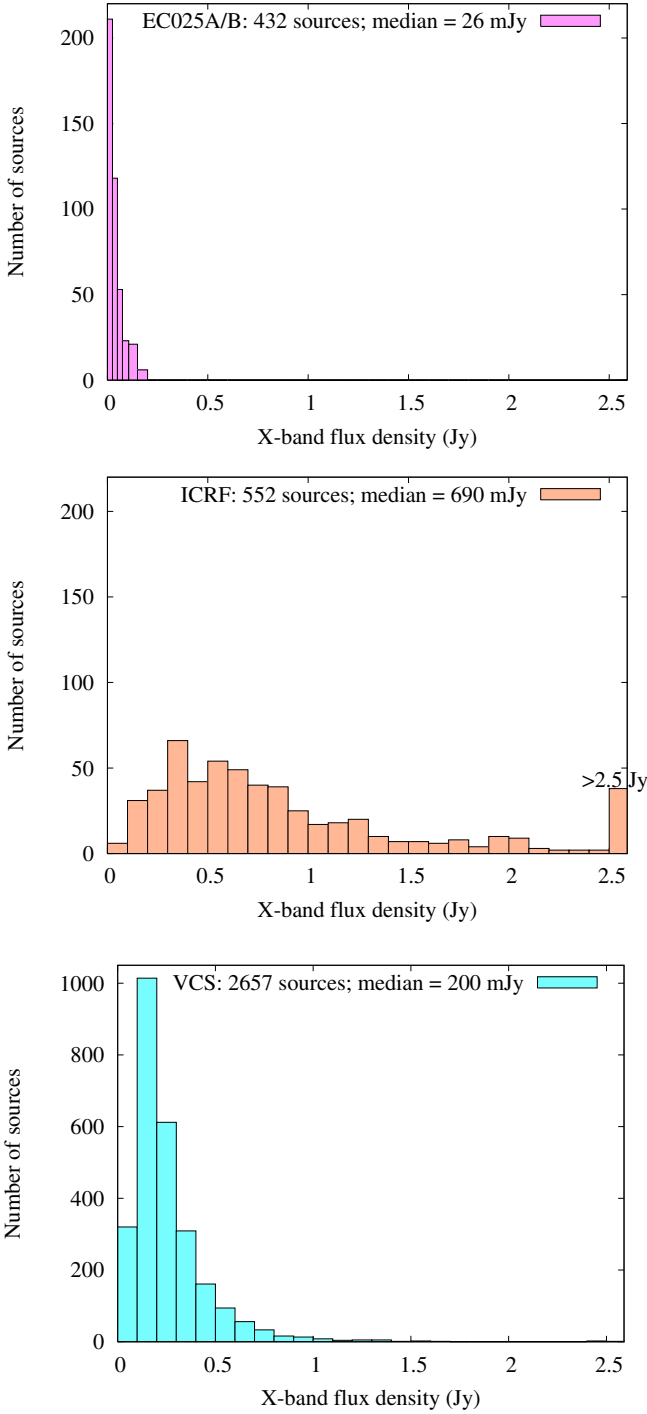 EC025A/B: 432 sources; median = 26 mJy
200
150
100
50
0
Number of sources
0 0.5 1 1.5 2 2.5
X-band flux density (Jy)
ICRF: 552 sources; median = 690 mJy
200
150
100
50
0
Number of sources
>2.5 Jy
0 0.5 1 1.5 2 2.5
X-band flux density (Jy)
VCS: 2657 sources; median = 200 mJy
1000
800
600
400
200
0
Number of sources
0 0.5 1 1.5 2 2.5
X-band flux density (Jy)